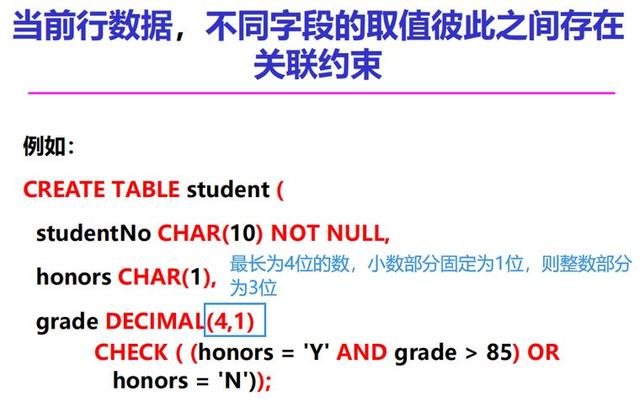 当前行数据，不同字段的取值彼此之间存在
关联约束
例如：
CREATE TABLE student (
studentNo CHAR(10) NOT NULL,
honors CHAR(1),
最长为4位的数，小数部分固定为1位，则整数部分
为3位
grade DECIMAL(4,1)
CHECK ( (honors = 'Y' AND grade > 85) OR
honors = 'N'));